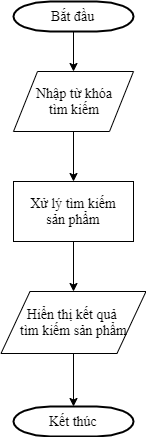 Bắt đầu
Nhập từ khóa
tìm kiếm
Xử lý tìm kiếm
sản phẩm
Hiển thị kết quả
tìm kiếm sản phẩm
Kết thúc